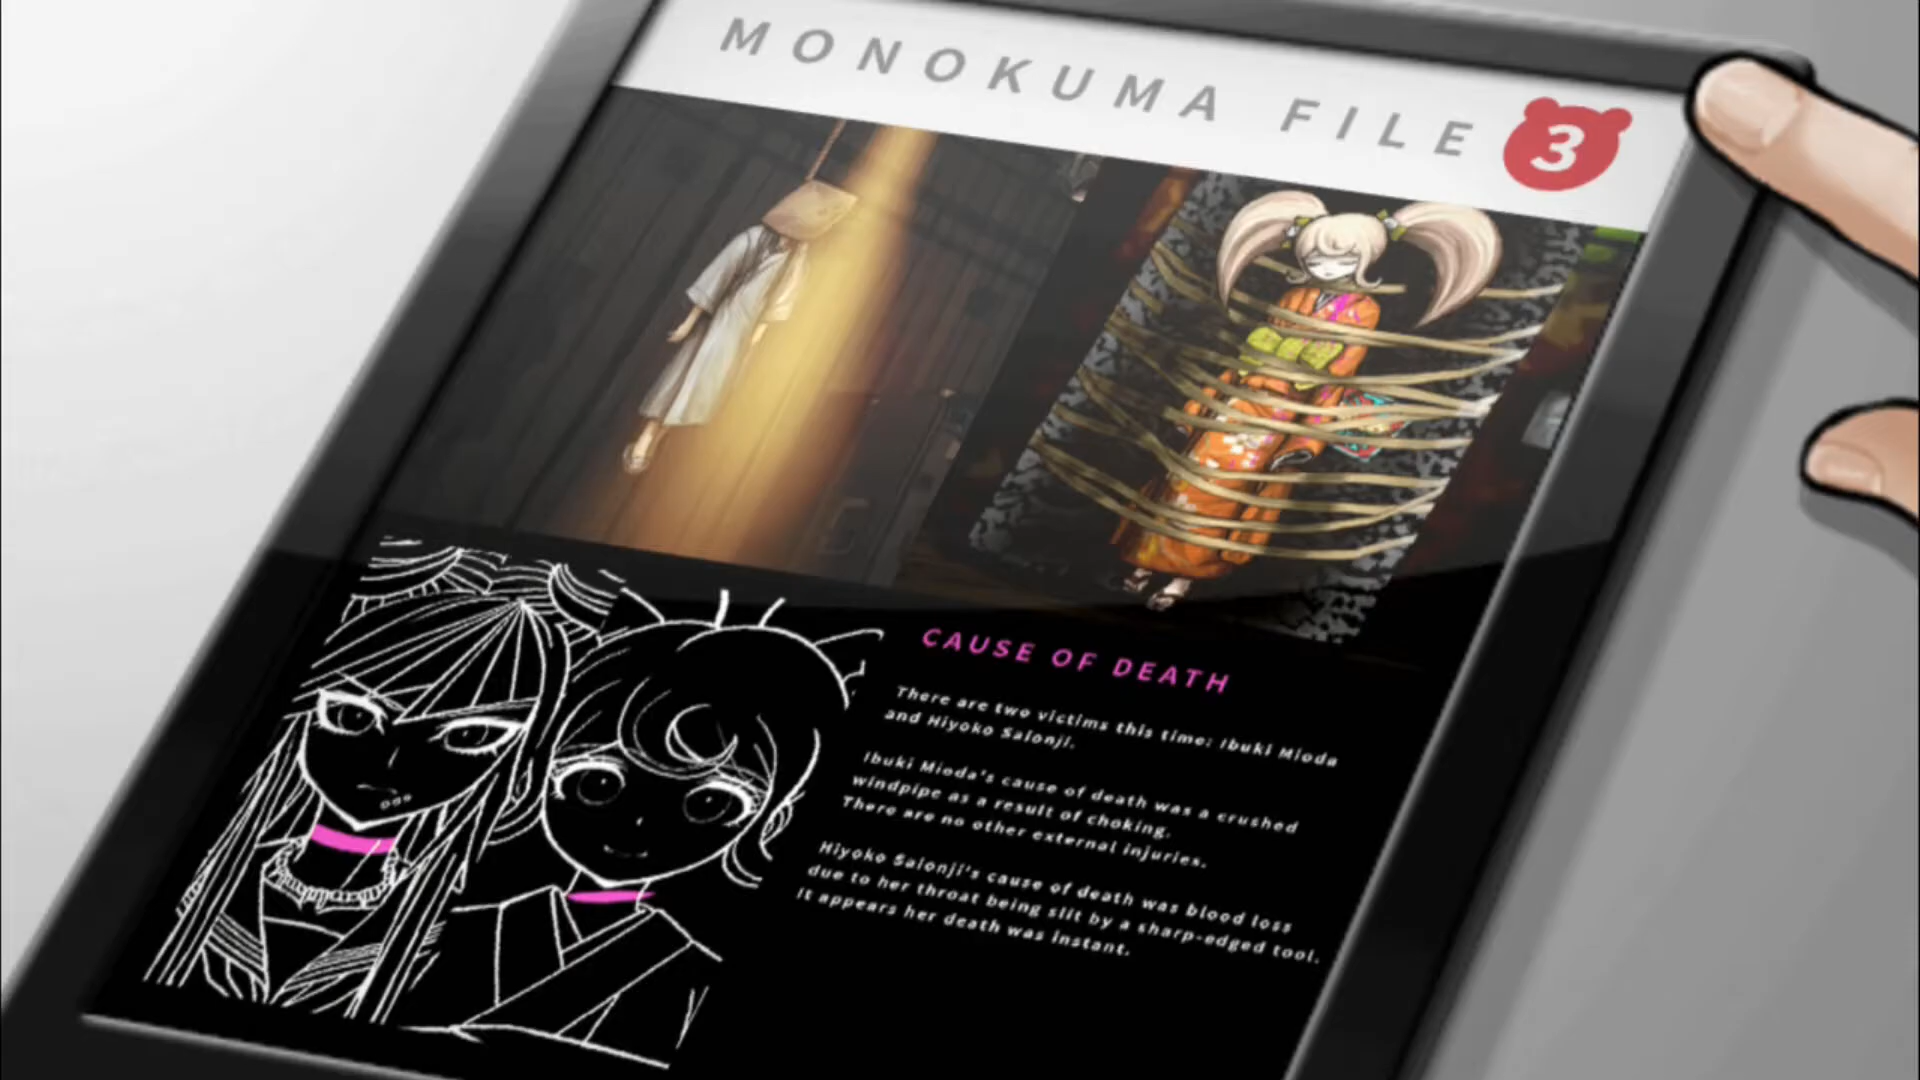 MONOKUMA FILE 3
CAUSE OF DEATH
There are two victims this time: Ibuki Mioda
and Hiyoko Saionji.
Ibuki Mioda's cause of death was a crushed
windpipe as a result of choking.
There are no other external injuries.
Hiyoko Saionji's cause of death was blood loss
due to her throat being slit by a sharp-edged tool.
It appears her death was instant.